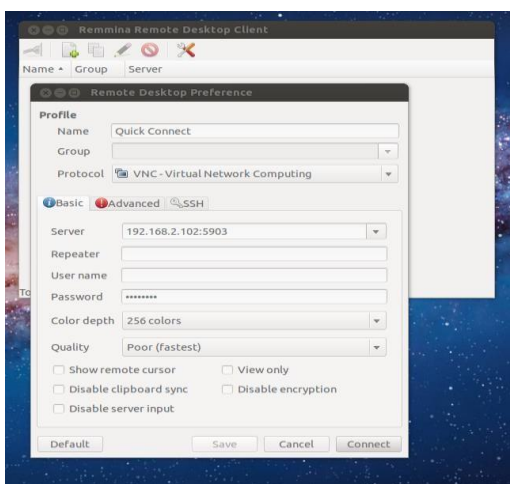 Remmina Remote Desktop Client
Name Group Server
Remote Desktop Preference
Profile
Name Quick Connect
Group
Protocol VNC - Virtual Network Computing
Basic Advanced SSH
Server 192.168.2.102:5903
Repeater
User name
To
Password ••••••••
Color depth 256 colors
Quality Poor (fastest)
Show remote cursor View only
Disable clipboard sync Disable encryption
Disable server input
Default Save Cancel Connect